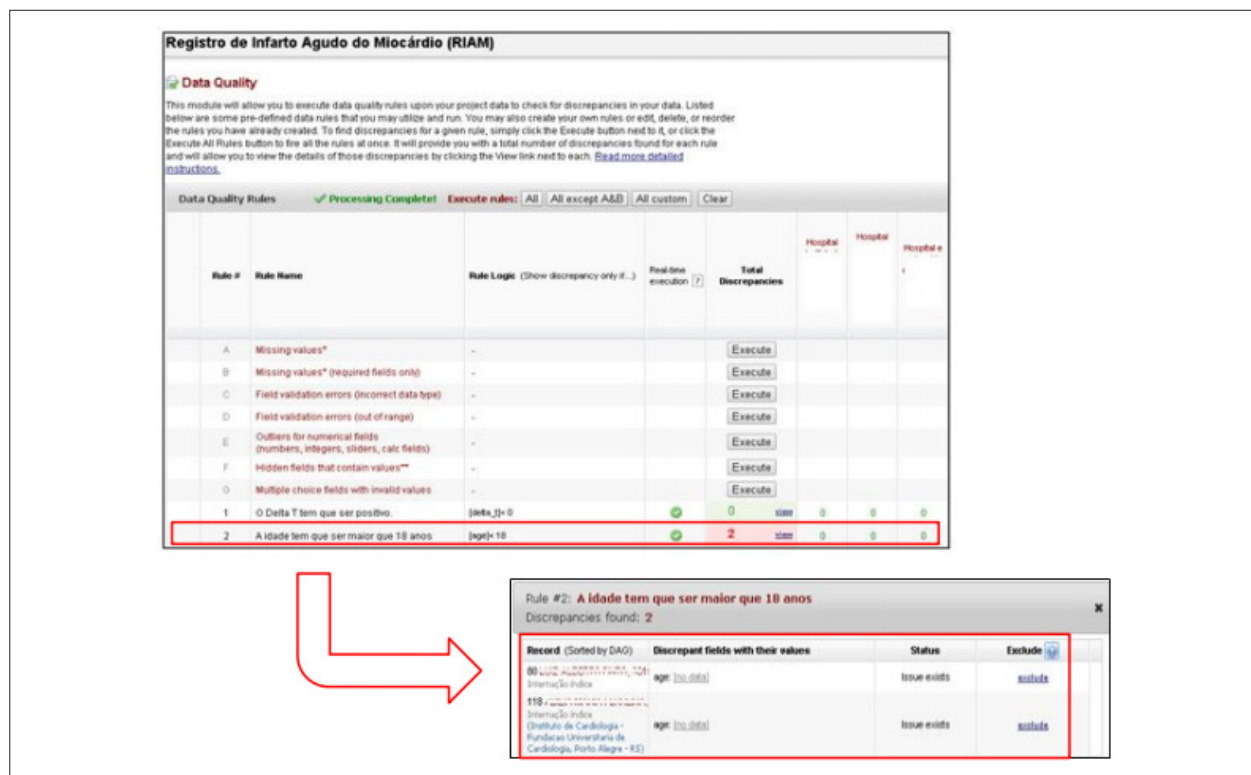 Registro de Infarto Agudo do Miocárdio (RIAM)
Data Quality
This module will allow you to execute data quality rules upon your project data to check for discrepancies in your data. Listed
below are some pre-defined data rules that you may utilize and run. You may also create your own rules or edit, delete, or reorder
the rules you have already created. To find discrepancies for a given rule, simply click the Execute button next to it, or click the
Execute All Rules button to fire all the rules at once. It will provide you with a total number of discrepancies found for each rule
and will allow you to view the details of those discrepancies by clicking the View link next to each. Read more detailed
instructions.
Data Quality Rules Processing Complete! Execute rules: All All except A&B All custom Clear
Rule # Rule Name Rule Logic (Show discrepancy only if...) Real-time execution ? Total Discrepancies Hospital Hospital Hospital e
A Missing values* - Execute
B Missing values* (required fields only) - Execute
C Field validation errors (incorrect data type) - Execute
D Field validation errors (out of range) - Execute
E Outliers for numerical fields
(numbers, integers, sliders, calc fields) - Execute
F Hidden fields that contain values** - Execute
G Multiple choice fields with invalid values - Execute
1 O Delta T tem que ser positivo. [delta_t]< 0 0 view 0 0 0
2 A idade tem que ser maior que 18 anos [age]< 18 2 view 0 0 0
Rule #2: A idade tem que ser maior que 18 anos x
Discrepancies found: 2
Record (Sorted by DAG) Discrepant fields with their values Status Exclude
80
Internação índice
age: [no data] Issue exists exclude
118
Internação índice
(Instituto de Cardiologia -
Fundacao Universitaria de
Cardiologia, Porto Alegre - RS)
age: [no data] Issue exists exclude